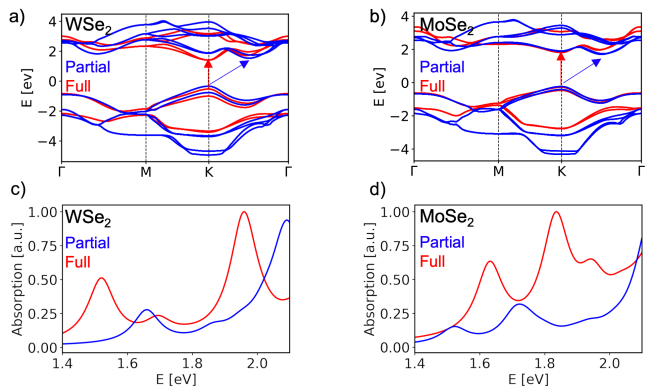 a)
WSe2
Partial
Full
E [ev]
4
2
0
−2
−4
Γ
M
K
Γ
b)
MoSe2
Partial
Full
E [eV]
4
2
0
−2
−4
Γ
M
K
Γ
c)
WSe2
Partial
Full
Absorption [a.u.]
1.00
0.75
0.50
0.25
0.00
1.4 1.6 1.8 2.0
E [eV]
d)
MoSe2
Partial
Full
Absorption [a.u.]
1.00
0.75
0.50
0.25
0.00
1.4 1.6 1.8 2.0
E [eV]